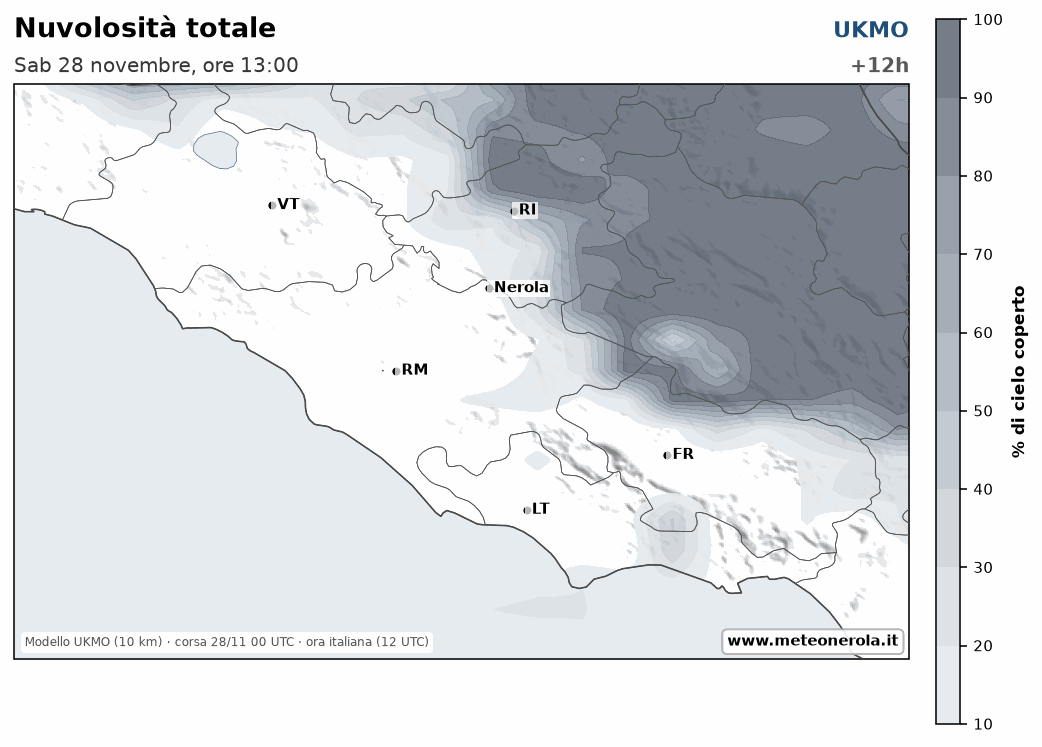 Nuvolosità totale
UKMO
Sab 28 novembre, ore 13:00
+12h
100
90
80
70
60
50
40
30
20
10
% di cielo coperto
VT
RI
Nerola
RM
FR
LT
Modello UKMO (10 km) · corsa 28/11 00 UTC · ora italiana (12 UTC)
www.meteonerola.it